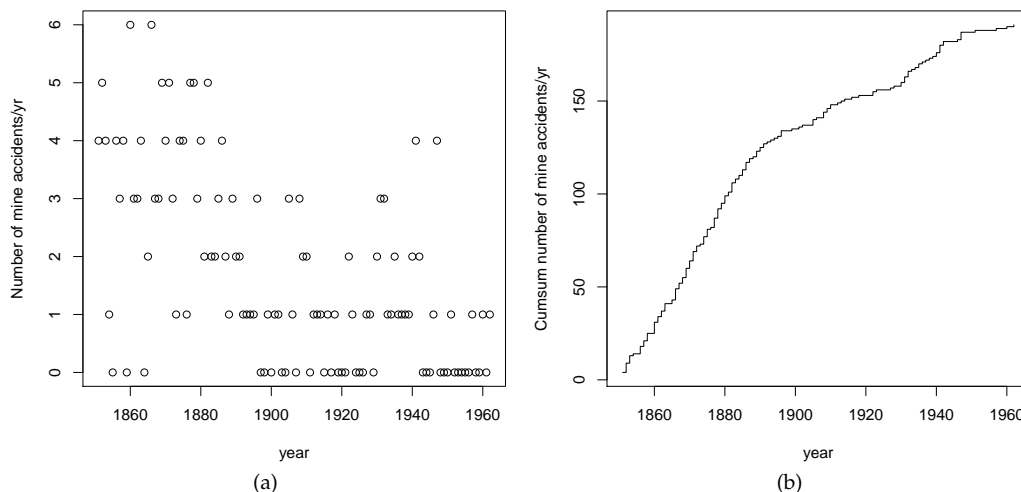 Number of mine accidents/yr
6
5
4
3
2
1
0
1860 1880 1900 1920 1940 1960
year
(a)
Cumsum number of mine accidents/yr
150
100
50
0
1860 1880 1900 1920 1940 1960
year
(b)